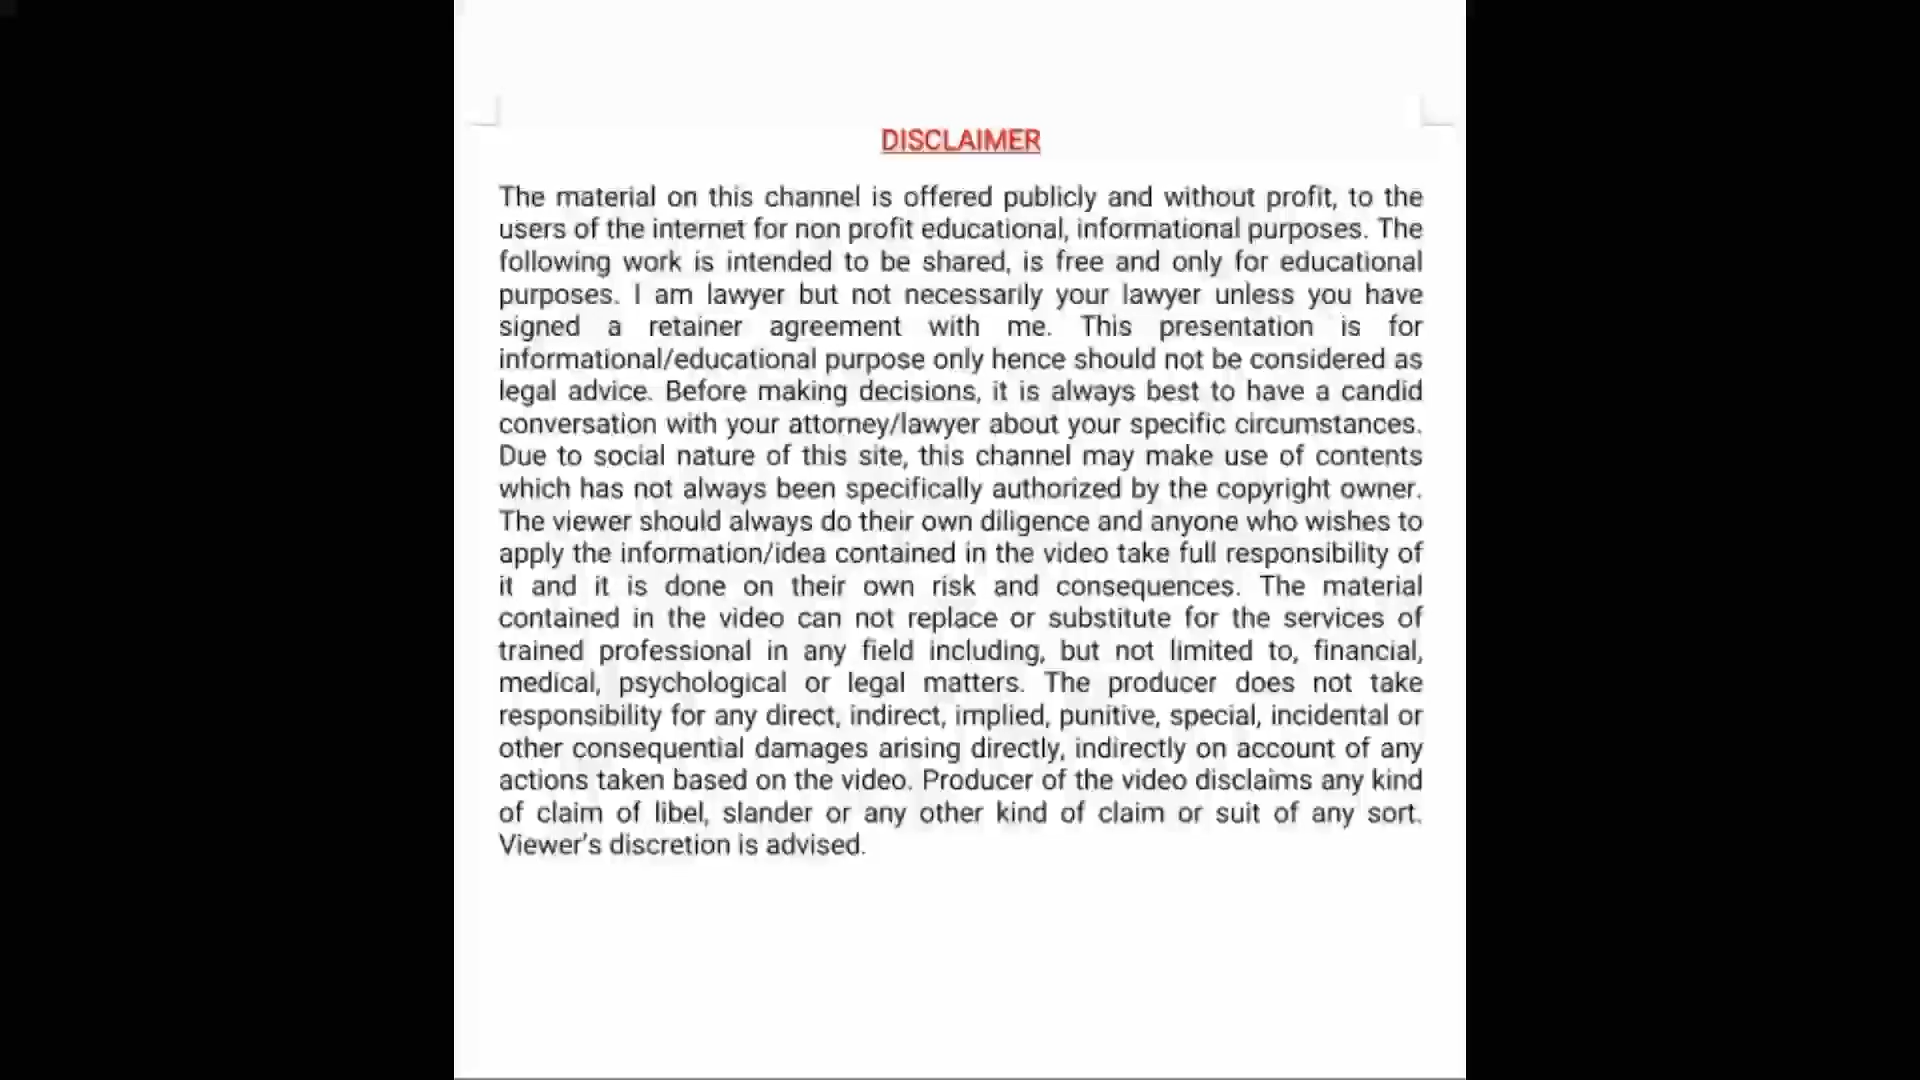 DISCLAIMER
The material on this channel is offered publicly and without profit, to the
users of the internet for non profit educational, informational purposes. The
following work is intended to be shared, is free and only for educational
purposes. I am lawyer but not necessarily your lawyer unless you have
signed a retainer agreement with me. This presentation is for
informational/educational purpose only hence should not be considered as
legal advice. Before making decisions, it is always best to have a candid
conversation with your attorney/lawyer about your specific circumstances.
Due to social nature of this site, this channel may make use of contents
which has not always been specifically authorized by the copyright owner.
The viewer should always do their own diligence and anyone who wishes to
apply the information/idea contained in the video take full responsibility of
it and it is done on their own risk and consequences. The material
contained in the video can not replace or substitute for the services of
trained professional in any field including, but not limited to, financial,
medical, psychological or legal matters. The producer does not take
responsibility for any direct, indirect, implied, punitive, special, incidental or
other consequential damages arising directly, indirectly on account of any
actions taken based on the video. Producer of the video disclaims any kind
of claim of libel, slander or any other kind of claim or suit of any sort.
Viewer's discretion is advised.